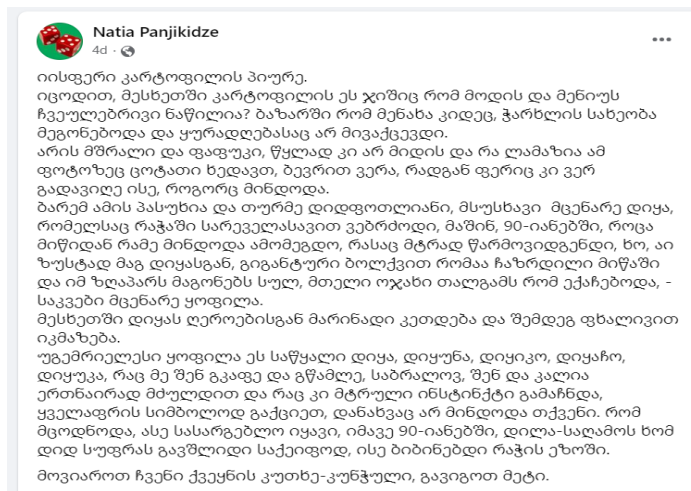 Natia Panjikidze
4d ·
იისფერი კარტოფილის პიურე.
იცოდით, მესხეთში კარტოფილის ეს ჯიშიც რომ მოდის და მენიუს
ჩვეულებრივი ნაწილია? ბაზარში რომ მენახა კიდეც, ჭარხლის სახეობა
მეგონებოდა და ყურადღებასაც არ მივაქცევდი.
არის მშრალი და ფაფუკი, წყლად კი არ მიდის და რა ლამაზია ამ
ფოტოზეც ცოტათი ხედავთ, ბევრით ვერა, რადგან ფერიც კი ვერ
გადავიღე ისე, როგორც მინდოდა.
ბარემ ამის პასუხია და თურმე დიდფოთლიანი, მსუსხავი მცენარე დიყა,
რომელსაც რაჭაში სარეველასავით ვებრძოდი, მაშინ, 90-იანებში, როცა
მიწიდან რამე მინდოდა ამომეგდო, რასაც მტრად წარმოვიდგენდი, ხო, აი
ზუსტად მაგ დიყასგან, გიგანტური ბოლქვით რომაა ჩაზრდილი მიწაში
და იმ ზღაპარს მაგონებს სულ, მთელი ოჯახი თალგამს რომ ექაჩებოდა, -
საკვები მცენარე ყოფილა.
მესხეთში დიყას ღეროებისგან მარინადი კეთდება და შემდეგ ფხალივით
იკმაზება.
უგემრიელესი ყოფილა ეს საწყალი დიყა, დიყუნა, დიყიკო, დიყაჩო,
დიყუკა, რაც მე შენ გკაფე და გწამლე, საბრალოვ, შენ და კალია
ერთნაირად მძულდით და რაც კი მტრული ინსტინქტი გამაჩნდა,
ყველაფრის სიმბოლოდ გაქციეთ, დანახვაც არ მინდოდა თქვენი. რომ
მცოდნოდა, ასე სასარგებლო იყავი, იმავე 90-იანებში, დილა-საღამოს ხომ
დიდ სუფრას გავშლიდი საქეიფოდ, ისე ბიბინებდი რაჭის ეზოში.
მოვიაროთ ჩვენი ქვეყნის კუთხე-კუნჭული, გავიგოთ მეტი.